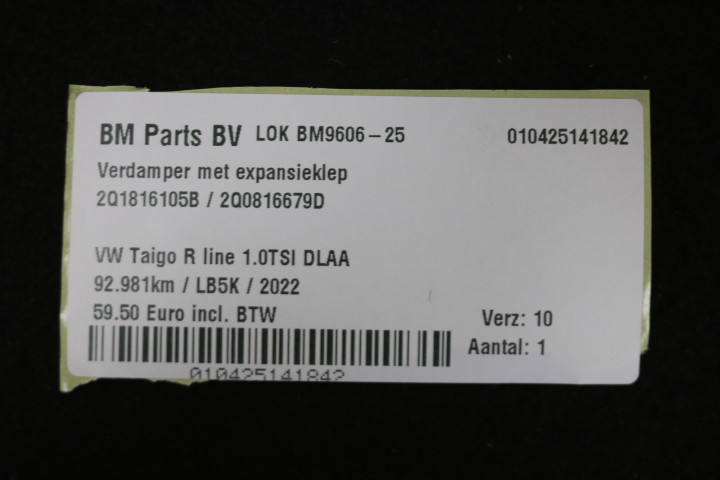 BM Parts BV LOK BM9606-25 010425141842
Verdamper met expansieklep
2Q1816105B / 2Q0816679D
VW Taigo R line 1.0TSI DLAA
92.981km / LB5K / 2022
59.50 Euro incl. BTW
Verz: 10
Aantal: 1
010425141842